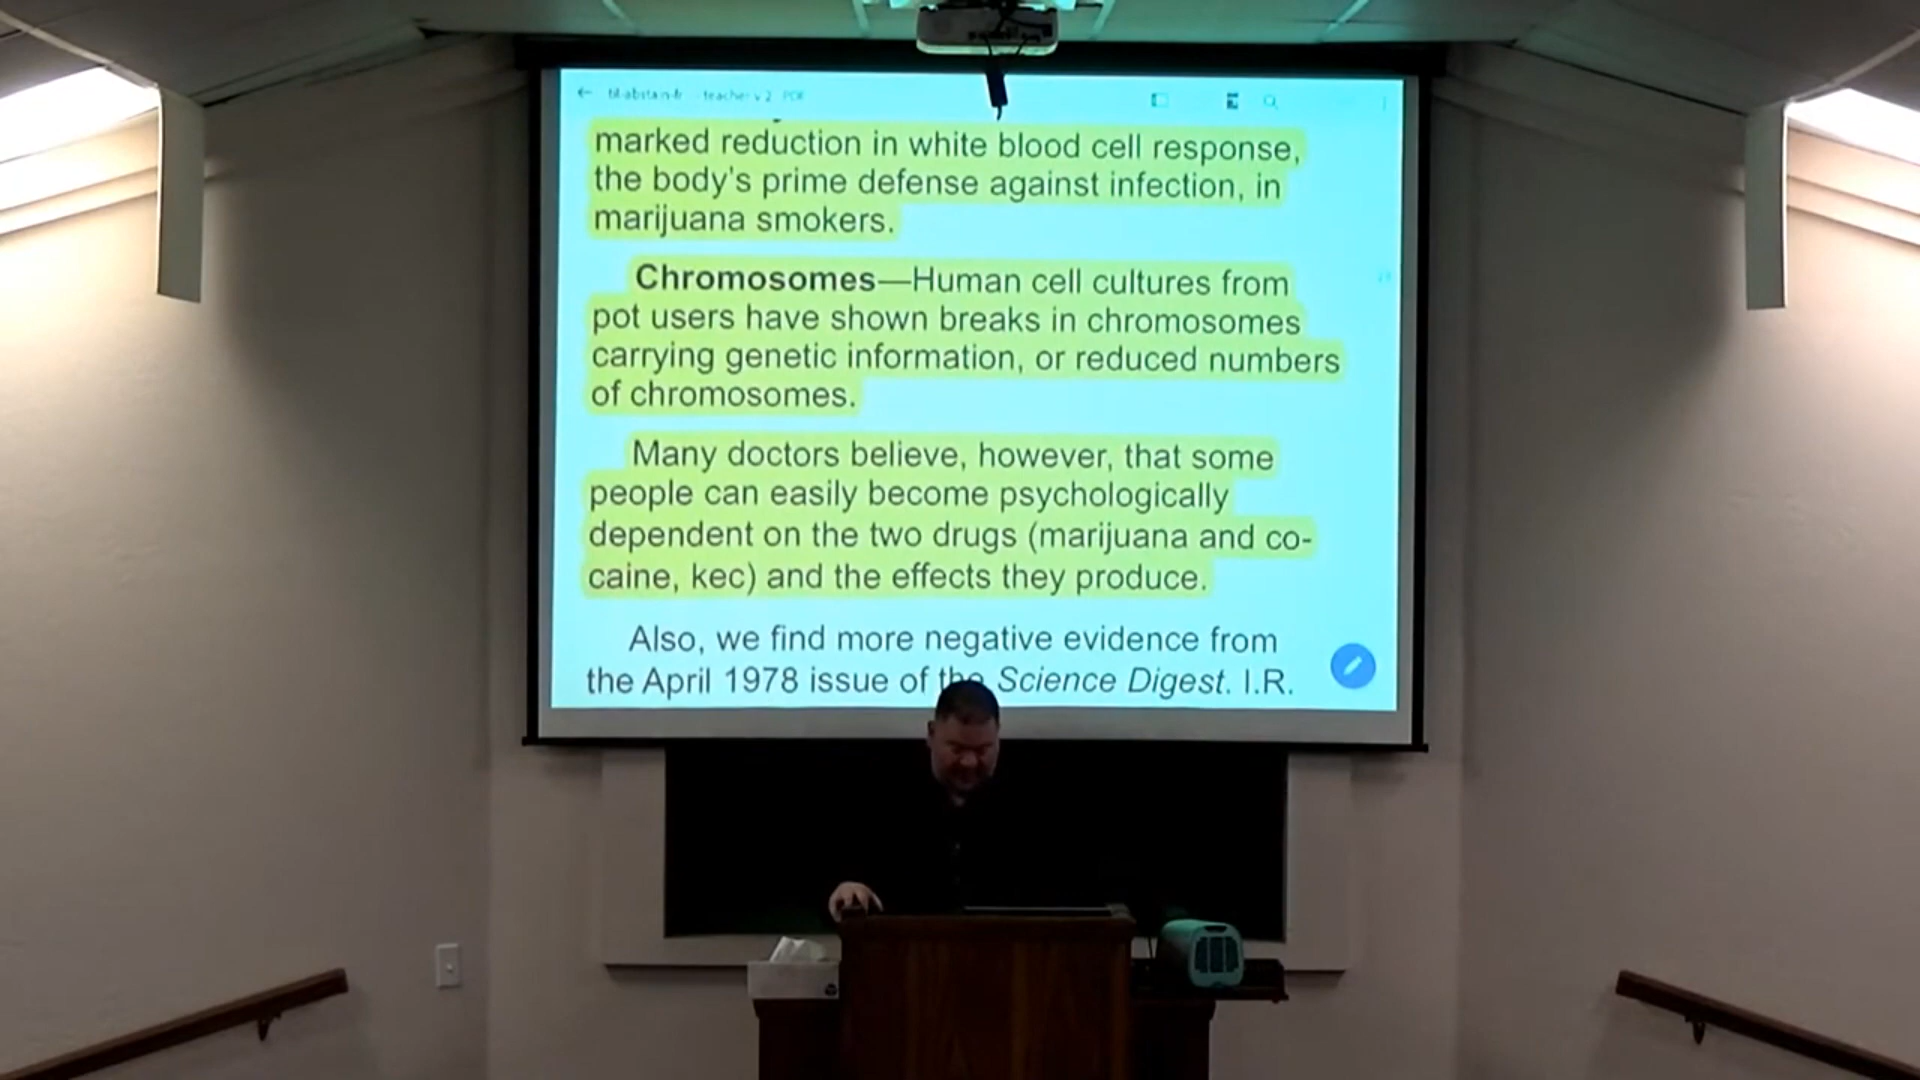 teacher v 2 PDF
marked reduction in white blood cell response,
the body's prime defense against infection, in
marijuana smokers.
Chromosomes—Human cell cultures from
pot users have shown breaks in chromosomes
carrying genetic information, or reduced numbers
of chromosomes.
Many doctors believe, however, that some
people can easily become psychologically
dependent on the two drugs (marijuana and co-
caine, kec) and the effects they produce.
Also, we find more negative evidence from
the April 1978 issue of the Science Digest. I.R.